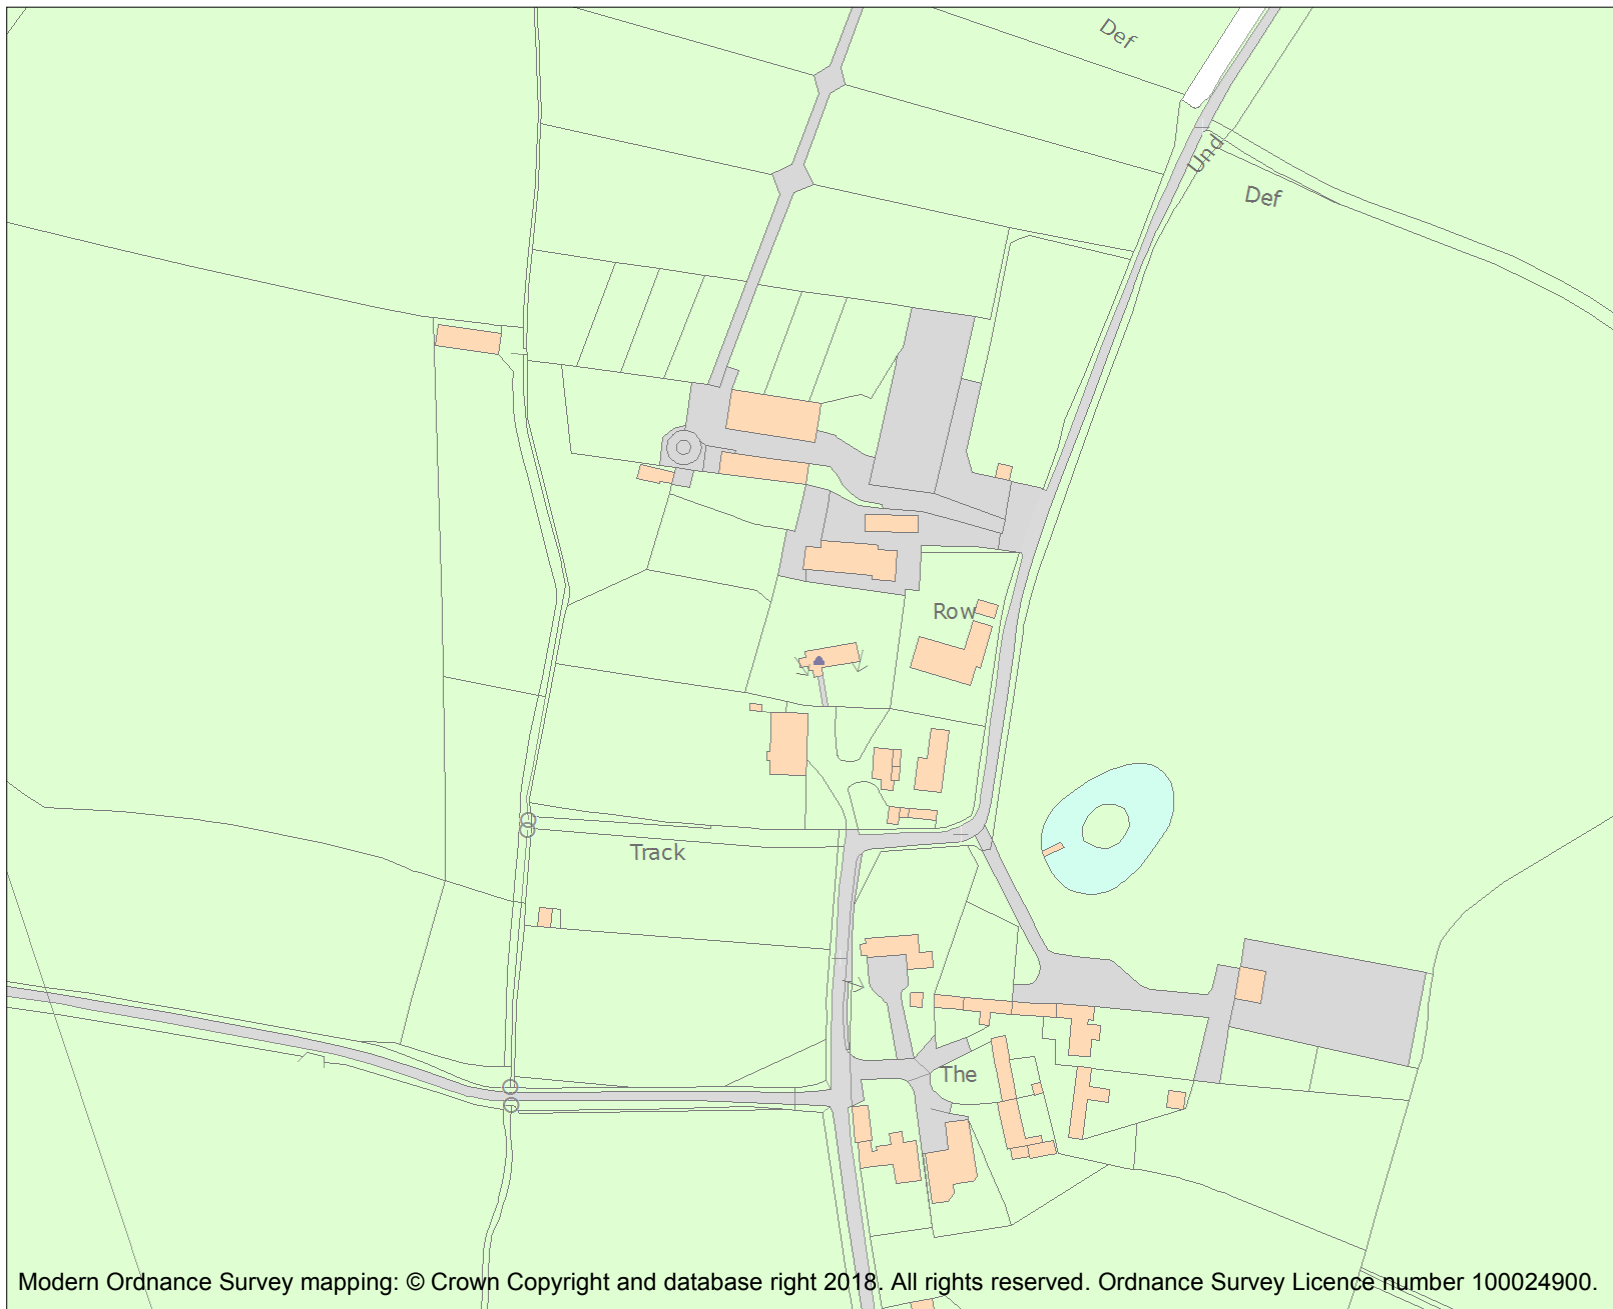 Def
Und
Def
Row
Track
The
Modern Ordnance Survey mapping: © Crown Copyright and database right 2018. All rights reserved. Ordnance Survey Licence number 100024900.